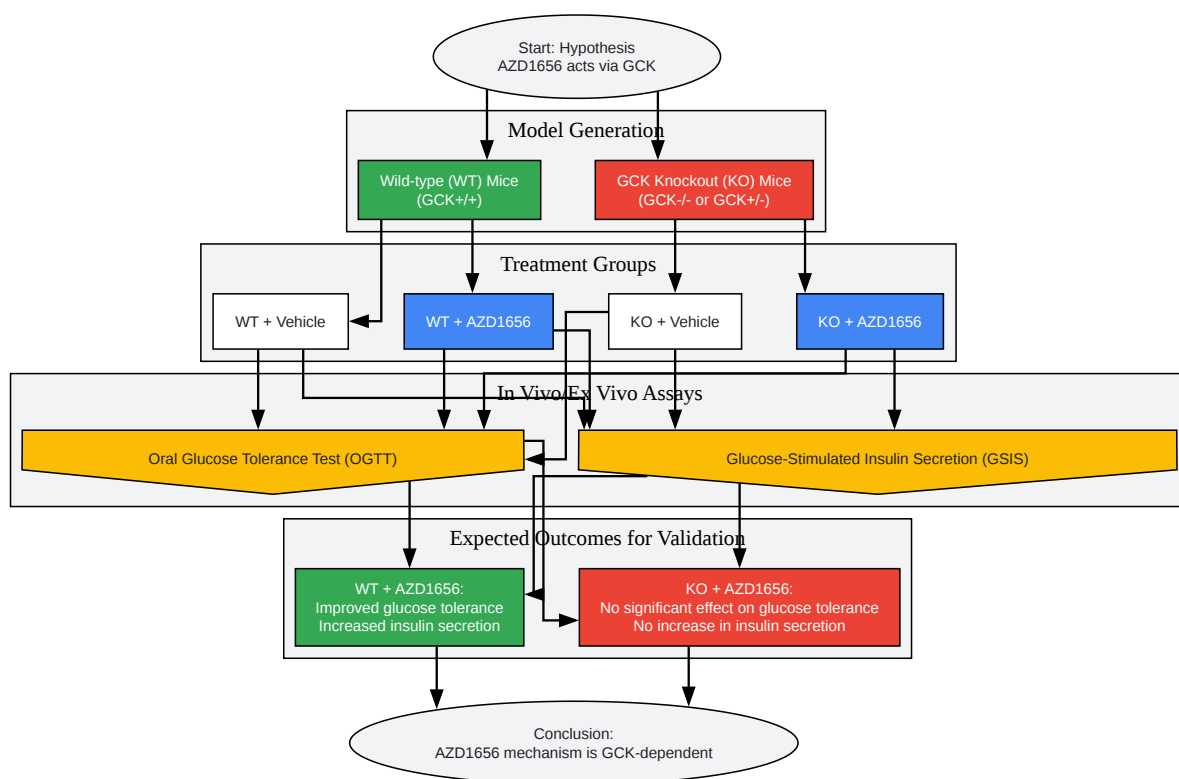 Start: Hypothesis
AZD1656 acts via GCK
Model Generation
Wild-type (WT) Mice
(GCK+/+)
GCK Knockout (KO) Mice
(GCK-/- or GCK+/-)
Treatment Groups
WT + Vehicle
WT + AZD1656
KO + Vehicle
KO + AZD1656
In Vivo/Ex Vivo Assays
Oral Glucose Tolerance Test (OGTT)
Glucose-Stimulated Insulin Secretion (GSIS)
Expected Outcomes for Validation
WT + AZD1656:
Improved glucose tolerance
Increased insulin secretion
KO + AZD1656:
No significant effect on glucose tolerance
No increase in insulin secretion
Conclusion:
AZD1656 mechanism is GCK-dependent